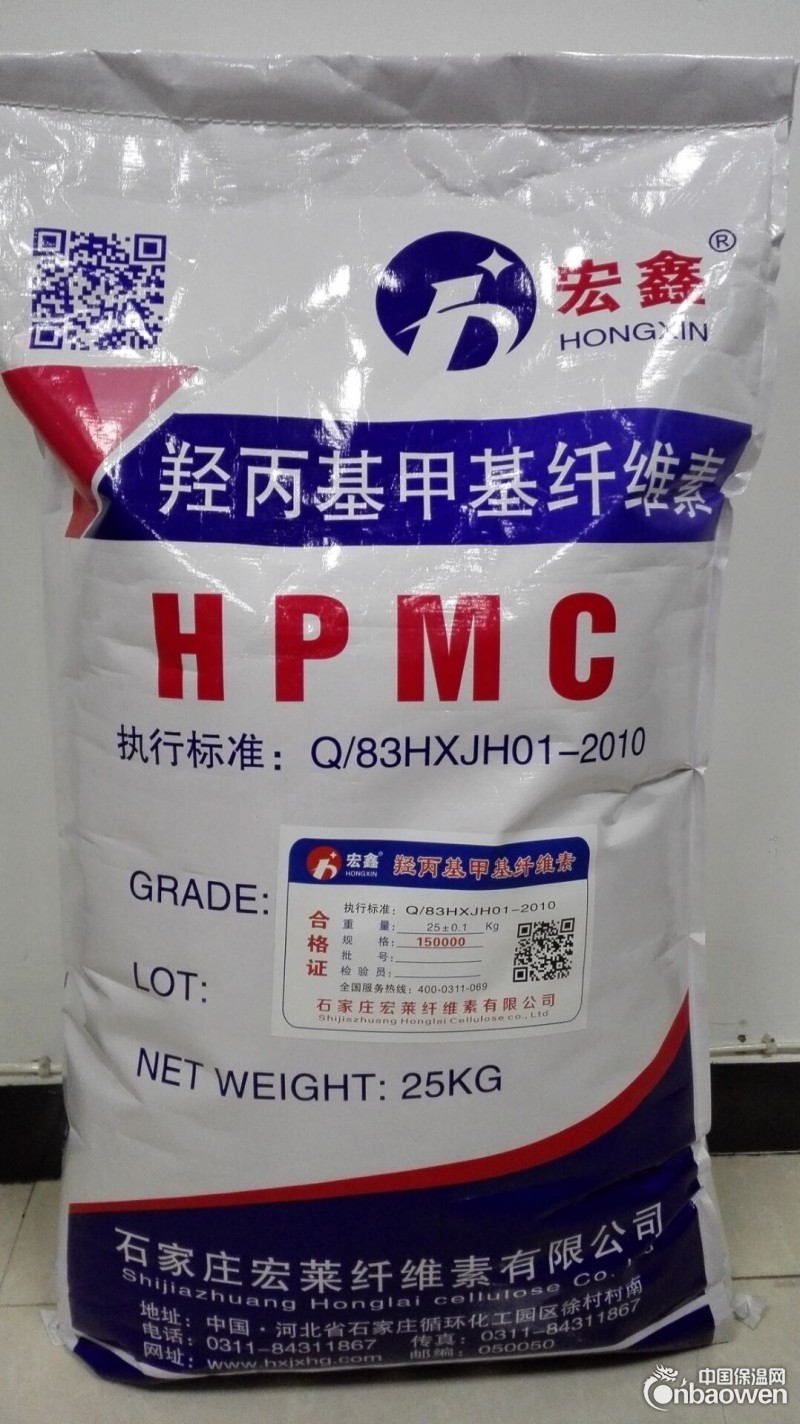 宏鑫®
HONGXIN
羟丙基甲基纤维素
HPMC
执行标准：Q/83HXJH01-2010
GRADE:
宏鑫® 羟丙基甲基纤维素
HONGXIN
合格证
执行标准：Q/83HXJH01-2010
重 量：25±0.1 Kg
规 格：150000
批 号：
检 验 员：
全国服务热线：400-0311-069
石家庄宏莱纤维素有限公司
Shijiazhuang Honglai Cellulose co., Ltd
LOT:
NET WEIGHT: 25KG
石家庄宏莱纤维素有限公司
Shijiazhuang Honglai cellulose Co.
地址：中国·河北省石家庄循环化工园区徐村村南
电话：0311-84311867 传真：0311-84311867
网址：www.hxjxhg.com 邮编：050050
中国保温网
cnbaowen